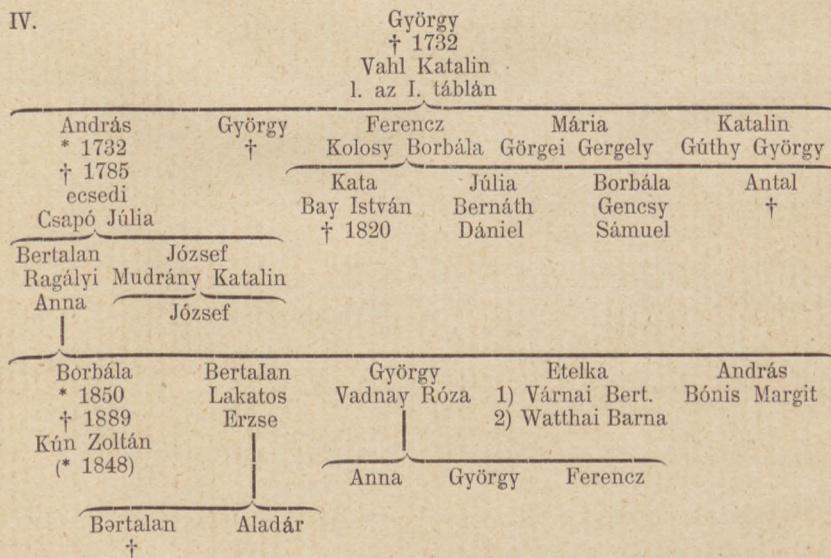 IV.
György
† 1732
Vahl Katalin
l. az I. táblán
András György Ferencz Mária Katalin
* 1732 † Kolosy Borbála Görgei Gergely Gúthy György
† 1785
ecsedi
Csapó Júlia
Kata Júlia Borbála Antal
Bay István Bernáth Gencsy †
† 1820 Dániel Sámuel
Bertalan József
Ragályi Mudrány Katalin
Anna
József
Borbála Bertalan György Etelka András
* 1850 Lakatos Vadnay Róza 1) Várnai Bert. Bónis Margit
† 1889 Erzse 2) Watthai Barna
Kún Zoltán
(* 1848)
Anna György Ferencz
Bərtalan Aladár
†